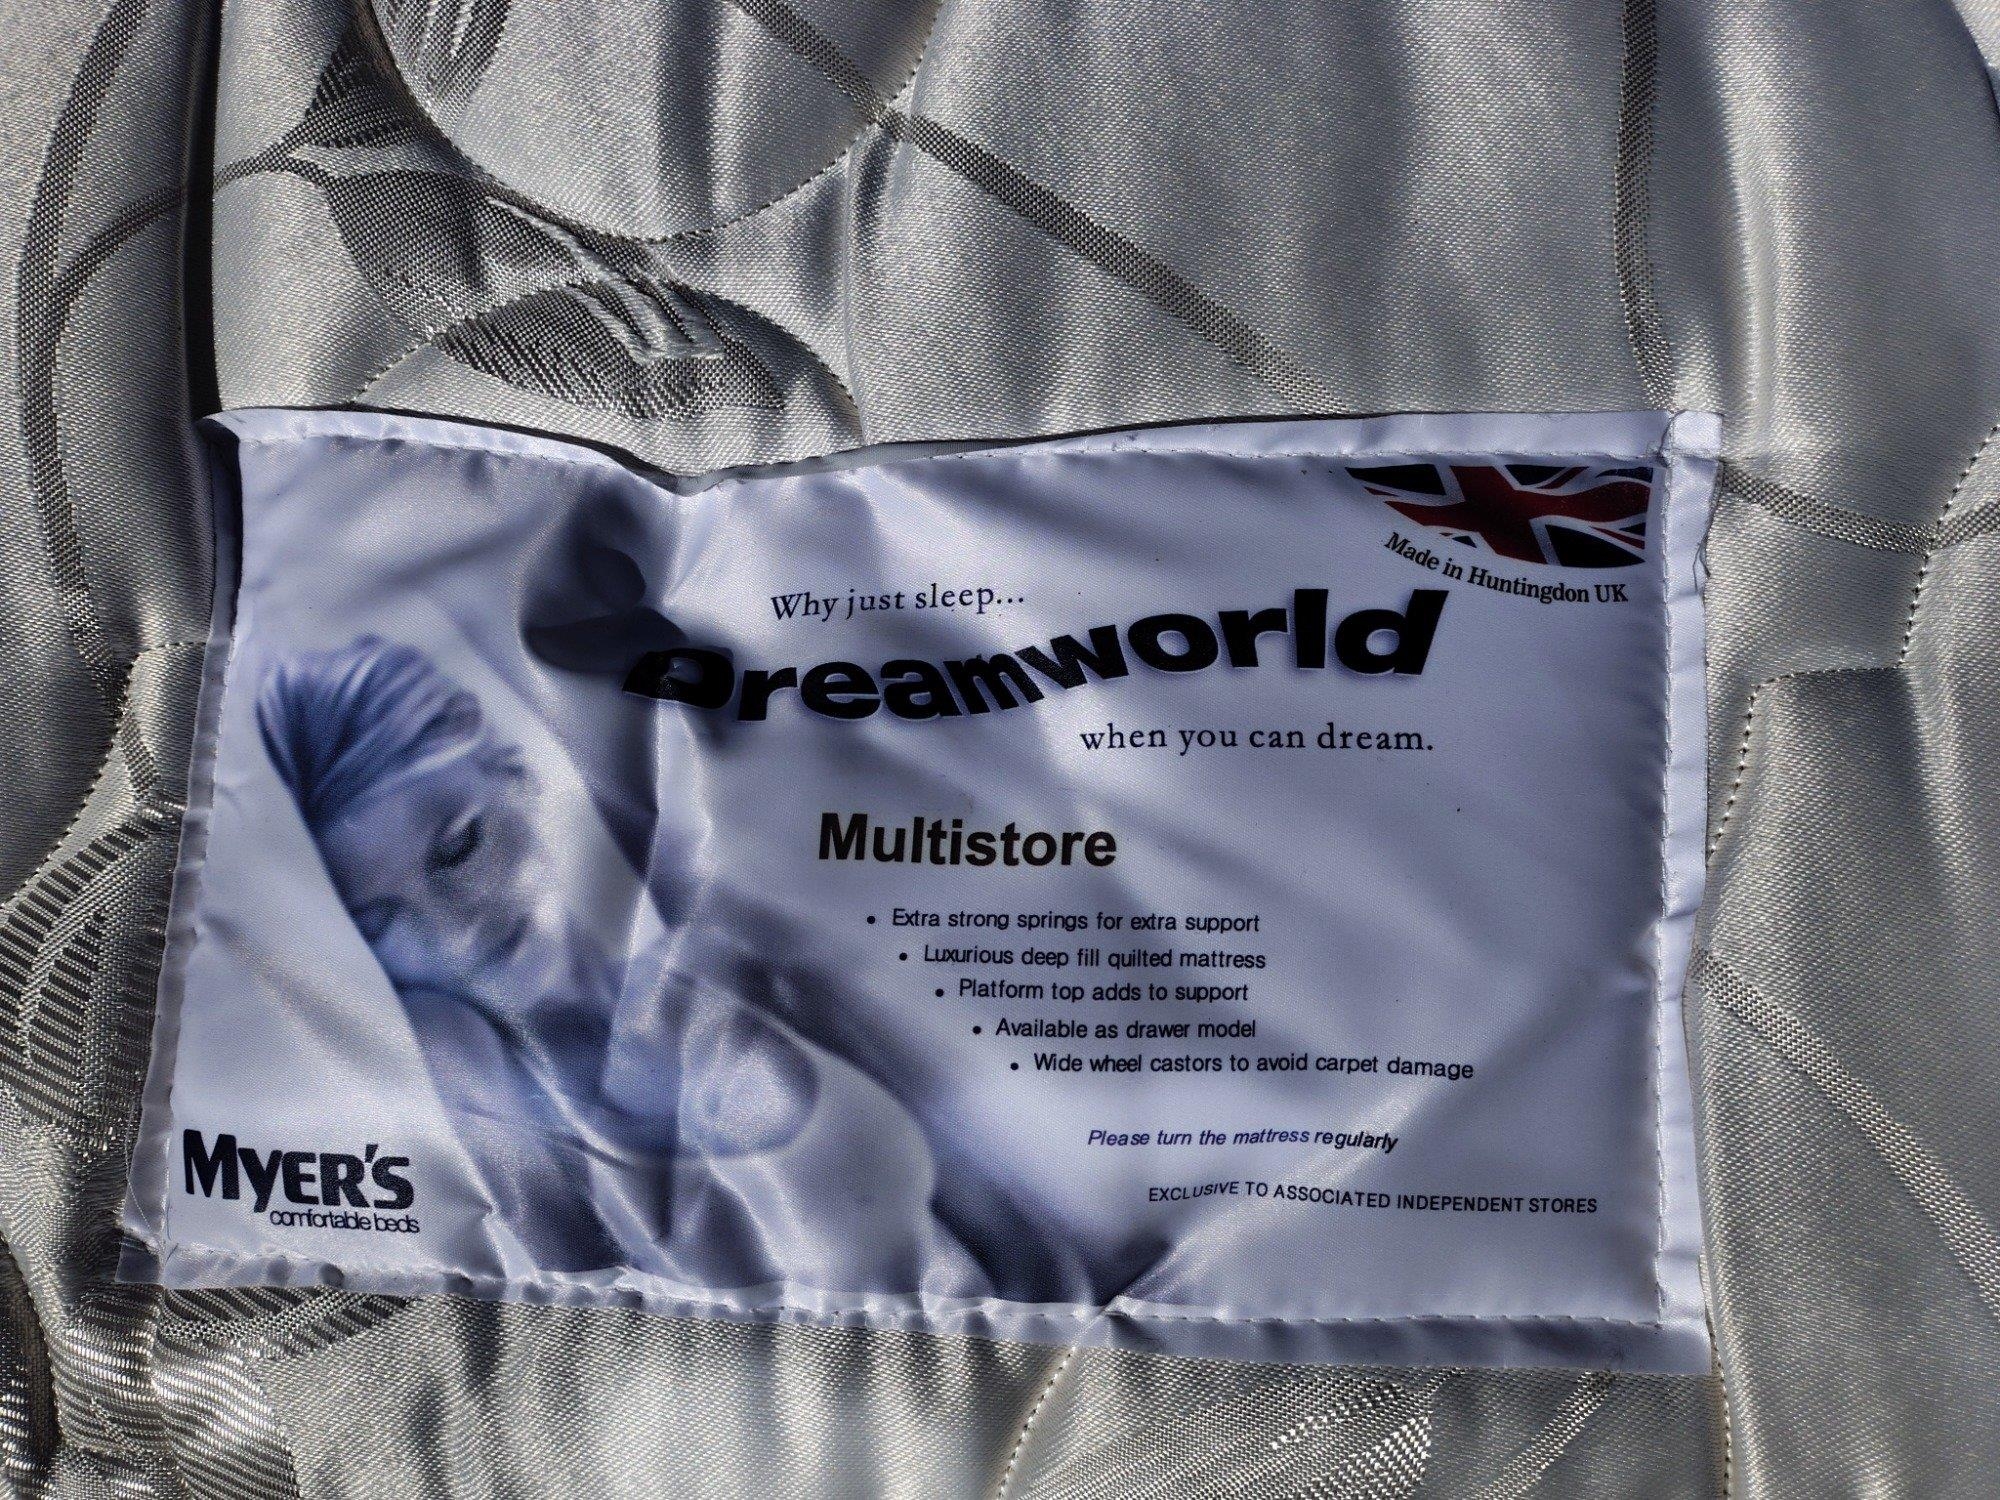 Made in Huntingdon UK
Why just sleep...
Dreamworld
when you can dream.
Multistore
• Extra strong springs for extra support
• Luxurious deep fill quilted mattress
• Platform top adds to support
• Available as drawer model
• Wide wheel castors to avoid carpet damage
Please turn the mattress regularly
EXCLUSIVE TO ASSOCIATED INDEPENDENT STORES
MYER'S
comfortable beds